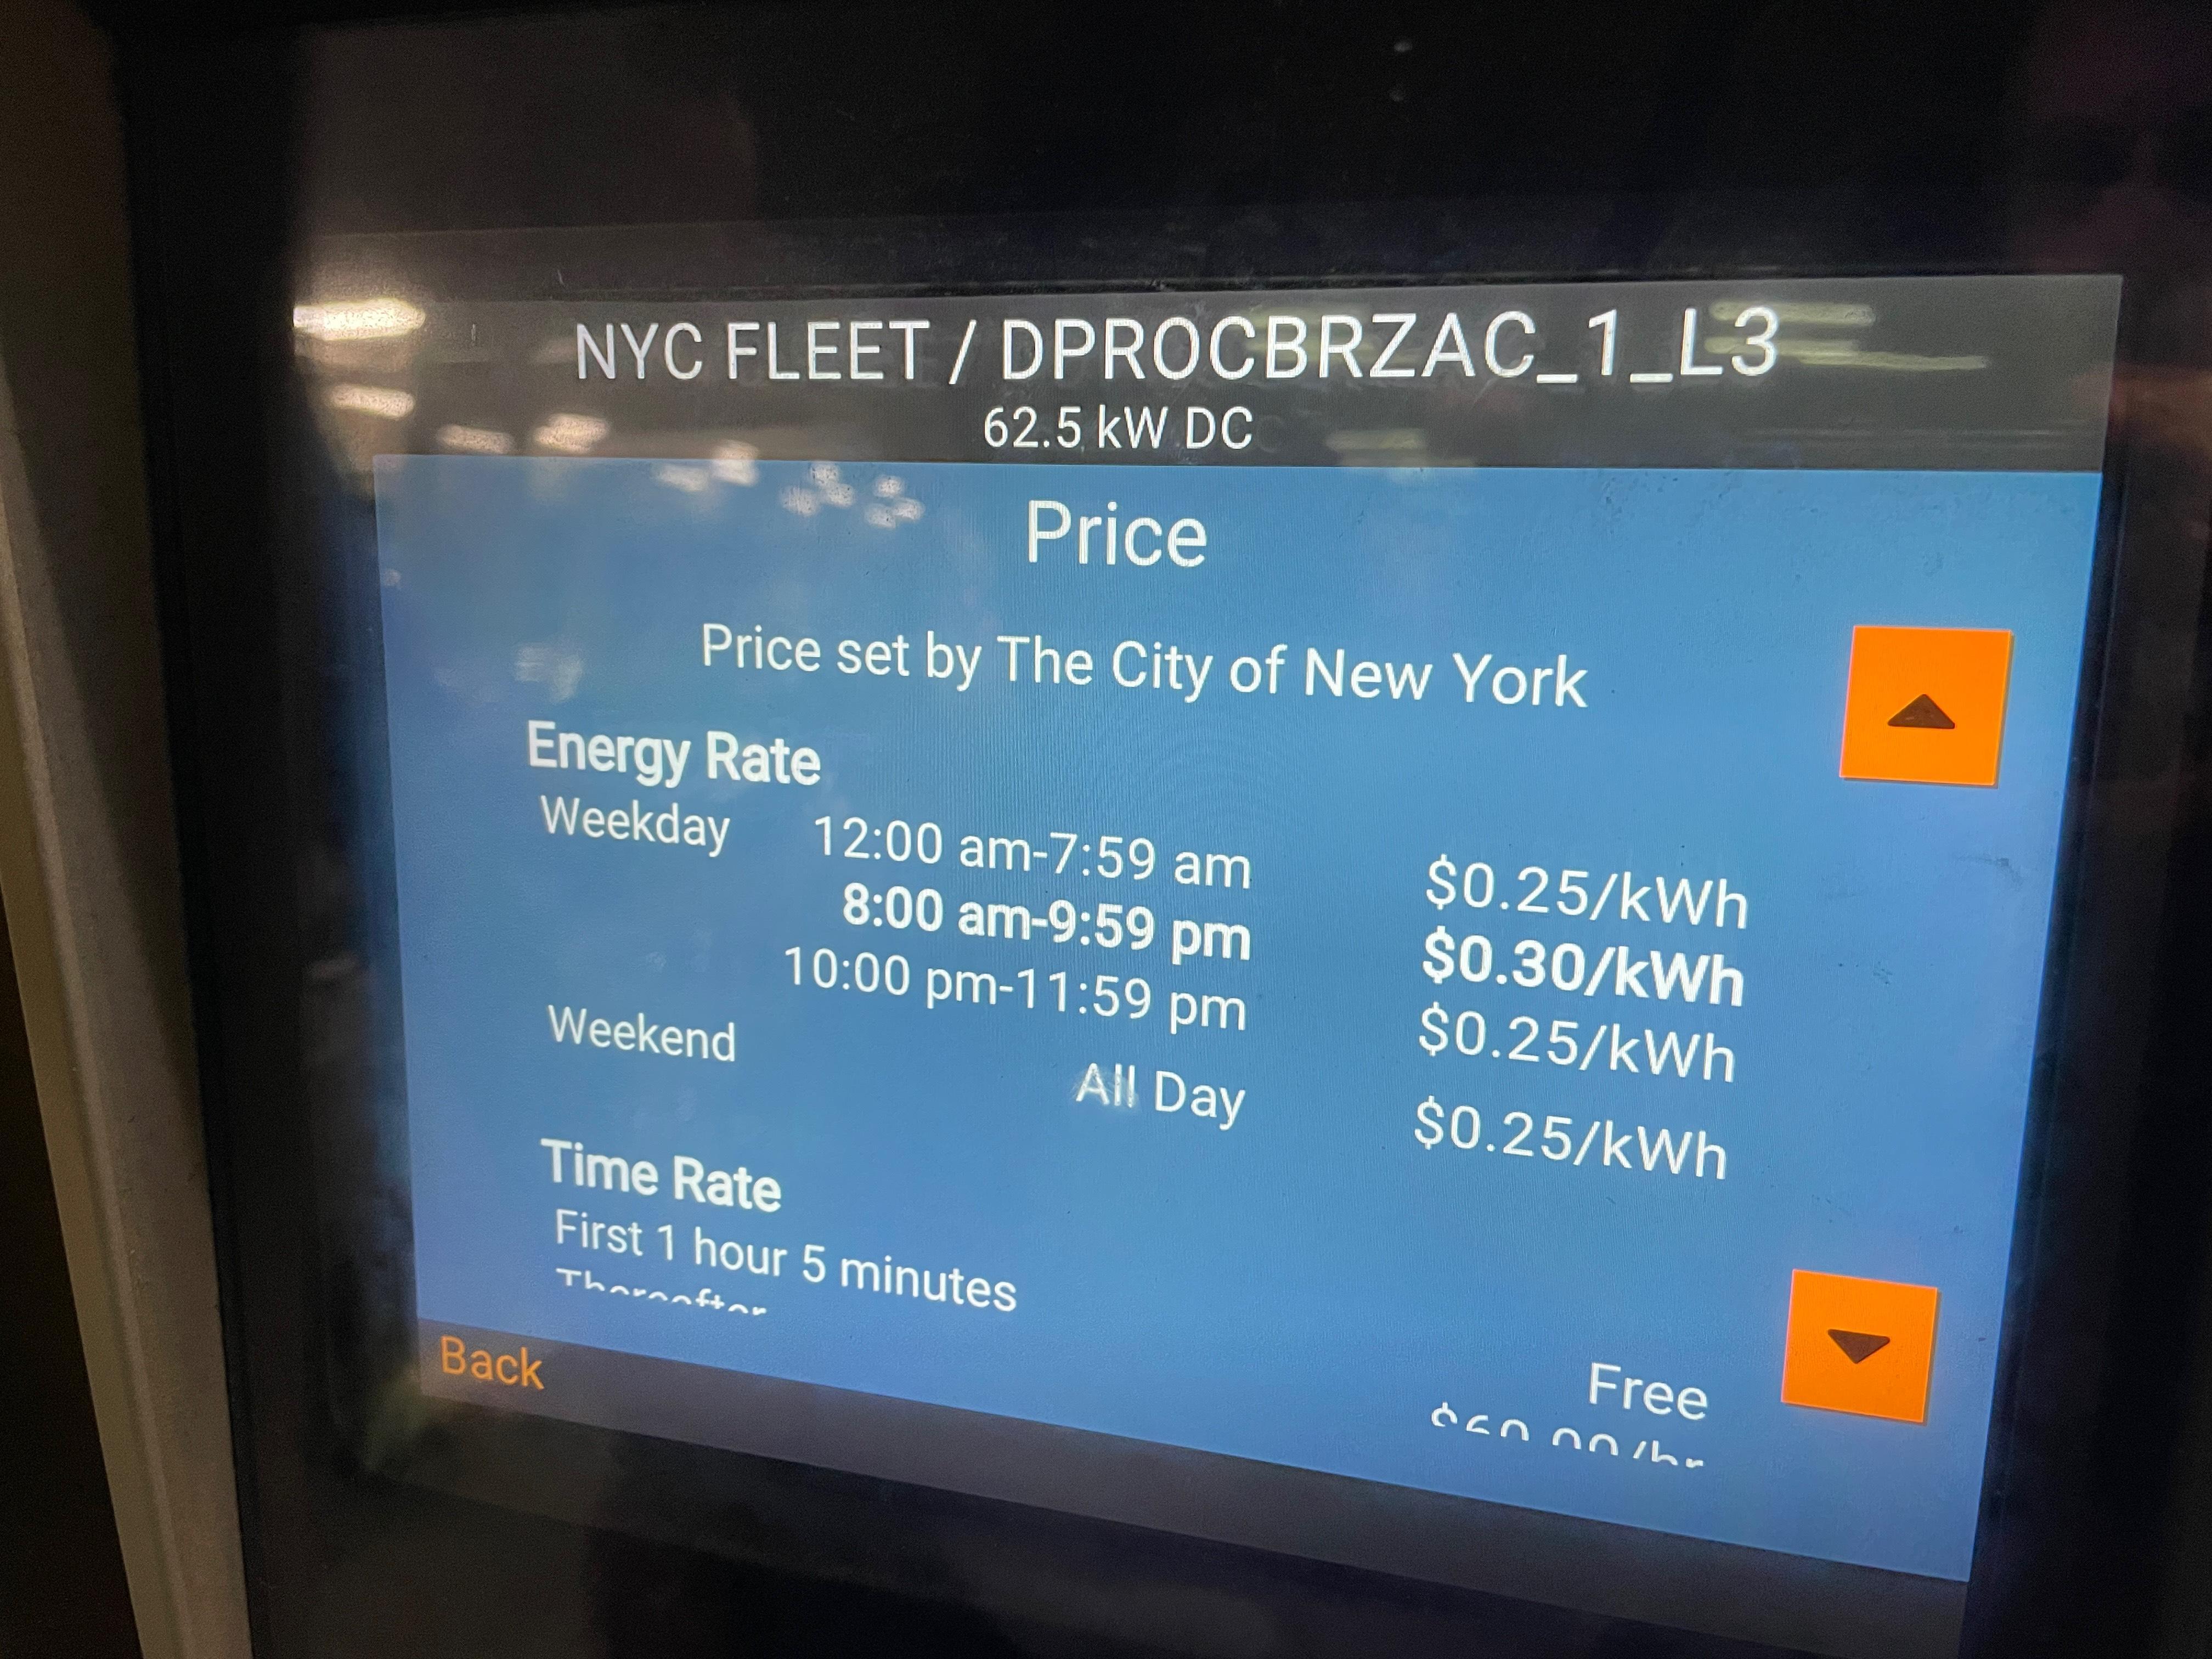 NYC FLEET / DPROCBRZAC_1_L3
62.5 kW DC
Price
Price set by The City of New York
Energy Rate
Weekday 12:00 am-7:59 am $0.25/kWh
8:00 am-9:59 pm $0.30/kWh
10:00 pm-11:59 pm $0.25/kWh
Weekend All Day $0.25/kWh
Time Rate
First 1 hour 5 minutes Free
Thereafter
Back